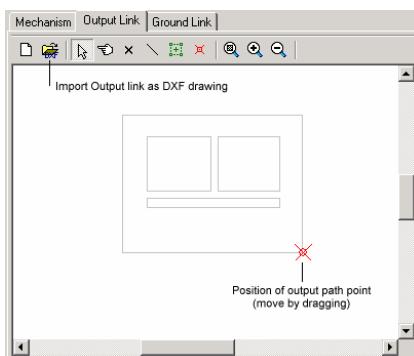 Mechanism Output Link Ground Link
Import Output link as DXF drawing
Position of output path point
(move by dragging)